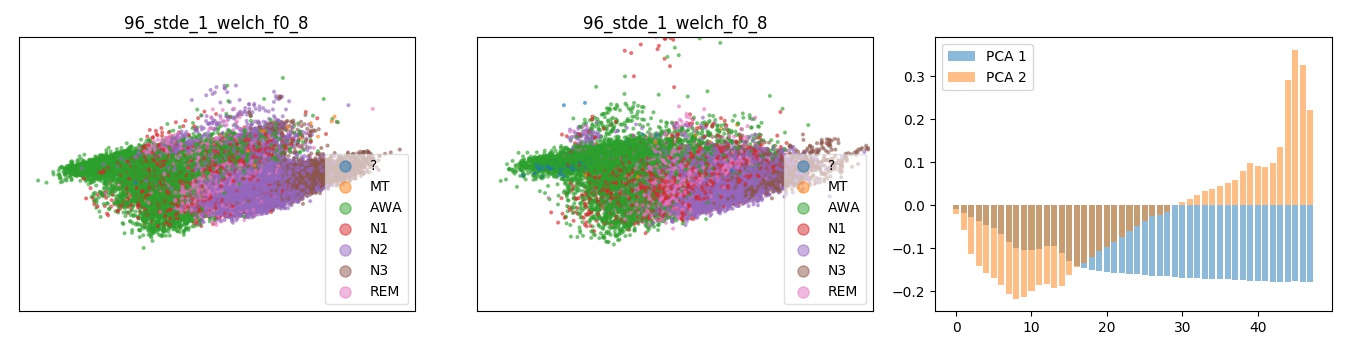 96_stde_1_welch_f0_8
?
MT
AWA
N1
N2
N3
REM
96_stde_1_welch_f0_8
?
MT
AWA
N1
N2
N3
REM
PCA 1
PCA 2
0.3
0.2
0.1
0.0
−0.1
−0.2
0 10 20 30 40